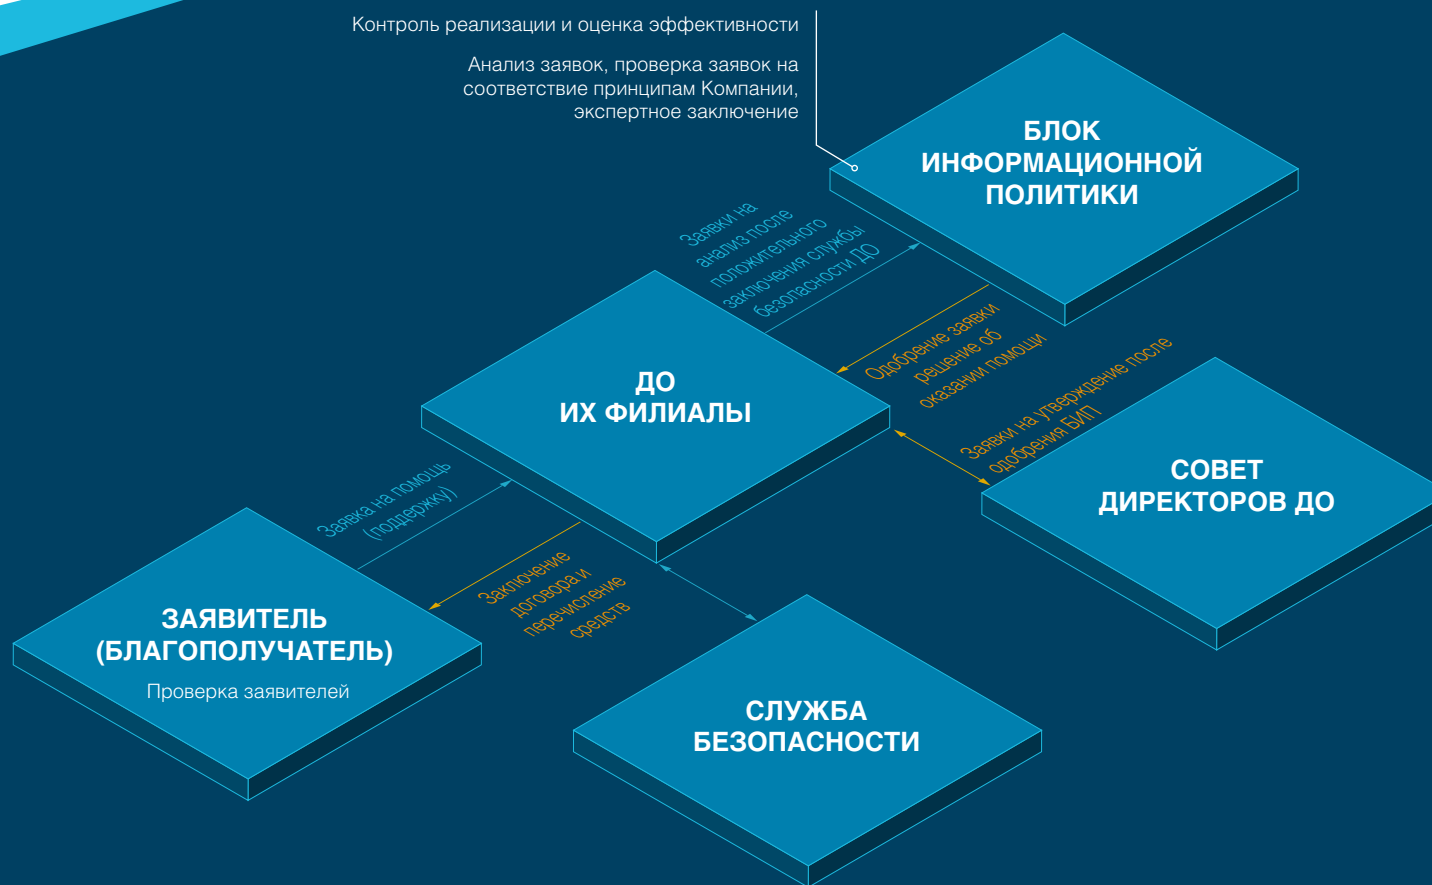 Контроль реализации и оценка эффективности
Анализ заявок, проверка заявок на
соответствие принципам Компании,
экспертное заключение
БЛОК
ИНФОРМАЦИОННОЙ
ПОЛИТИКИ
Заявки на
анализ после
положительного
заключения службы
безопасности ДО
Одобрение заявки
решение об
оказании помощи
ДО
ИХ ФИЛИАЛЫ
Заявки на утверждение после
одобрения БИП
СОВЕТ
ДИРЕКТОРОВ ДО
Заявка на помощь
(поддержку)
Заключение
договора и
перечисление
средств
ЗАЯВИТЕЛЬ
(БЛАГОПОЛУЧАТЕЛЬ)
Проверка заявителей
СЛУЖБА
БЕЗОПАСНОСТИ